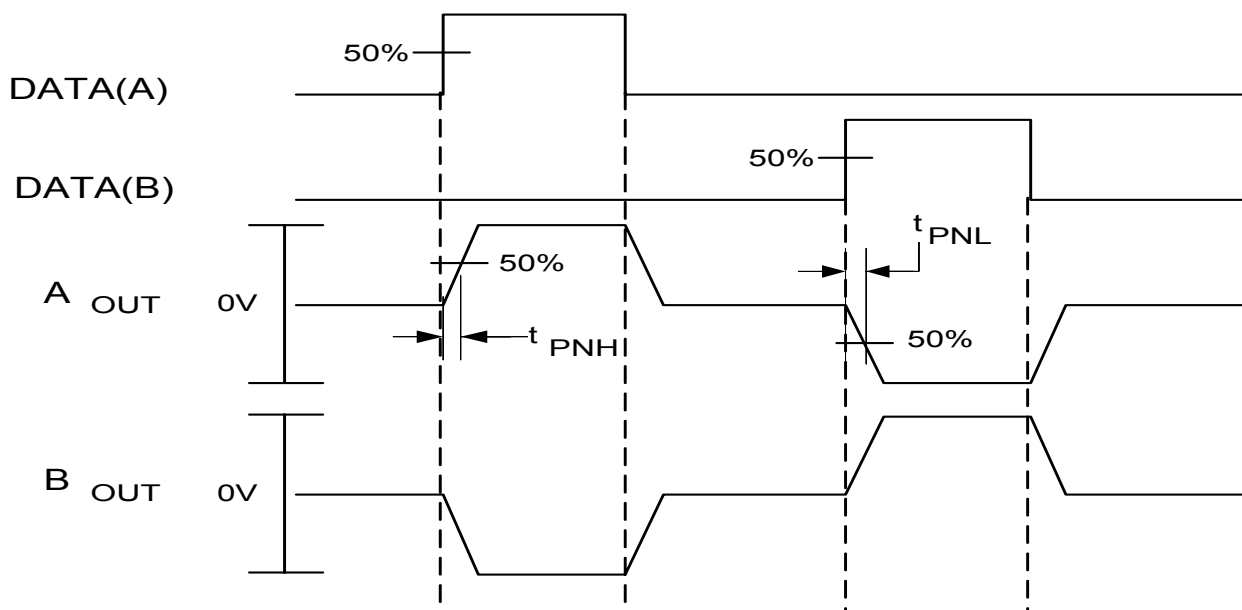 50%
DATA(A)
50%
DATA(B)
t PNL
50%
A OUT 0V
t PNH
50%
B OUT 0V